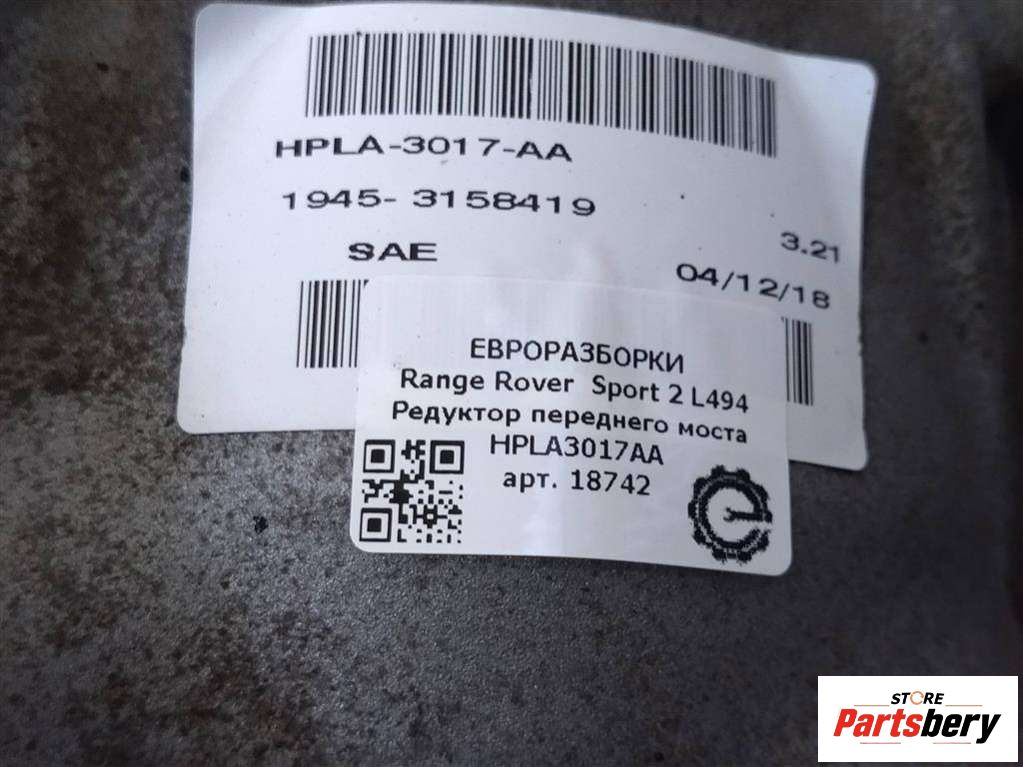 HPLA-3017-AA
1945- 3158419
3.21
SAE
04/12/18
ЕВРОРАЗБОРКИ
Range Rover Sport 2 L494
Редуктор переднего моста
HPLA3017AA
арт. 18742
STORE
Partsbery